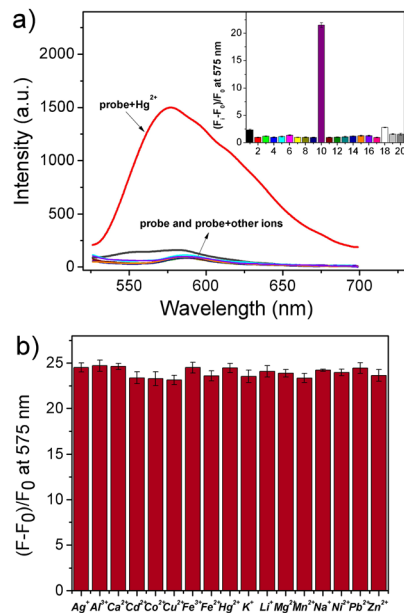 a)
Intensity (a.u.)
2000
1500
1000
500
0
550
600
650
700
Wavelength (nm)
probe+Hg²⁺
probe and probe+other ions
(Fᵢ-F₀)/F₀ at 575 nm
25
20
15
10
5
0
2 4 6 8 10 12 14 16 18 20
b)
(F-F₀)/F₀ at 575 nm
30
25
20
15
10
5
0
Ag⁺ Al³⁺ Ca²⁺ Cd²⁺ Co²⁺ Cu²⁺ Fe³⁺ Fe²⁺ Hg²⁺ K⁺ Li⁺ Mg²⁺ Mn²⁺ Na⁺ Ni²⁺ Pb²⁺ Zn²⁺